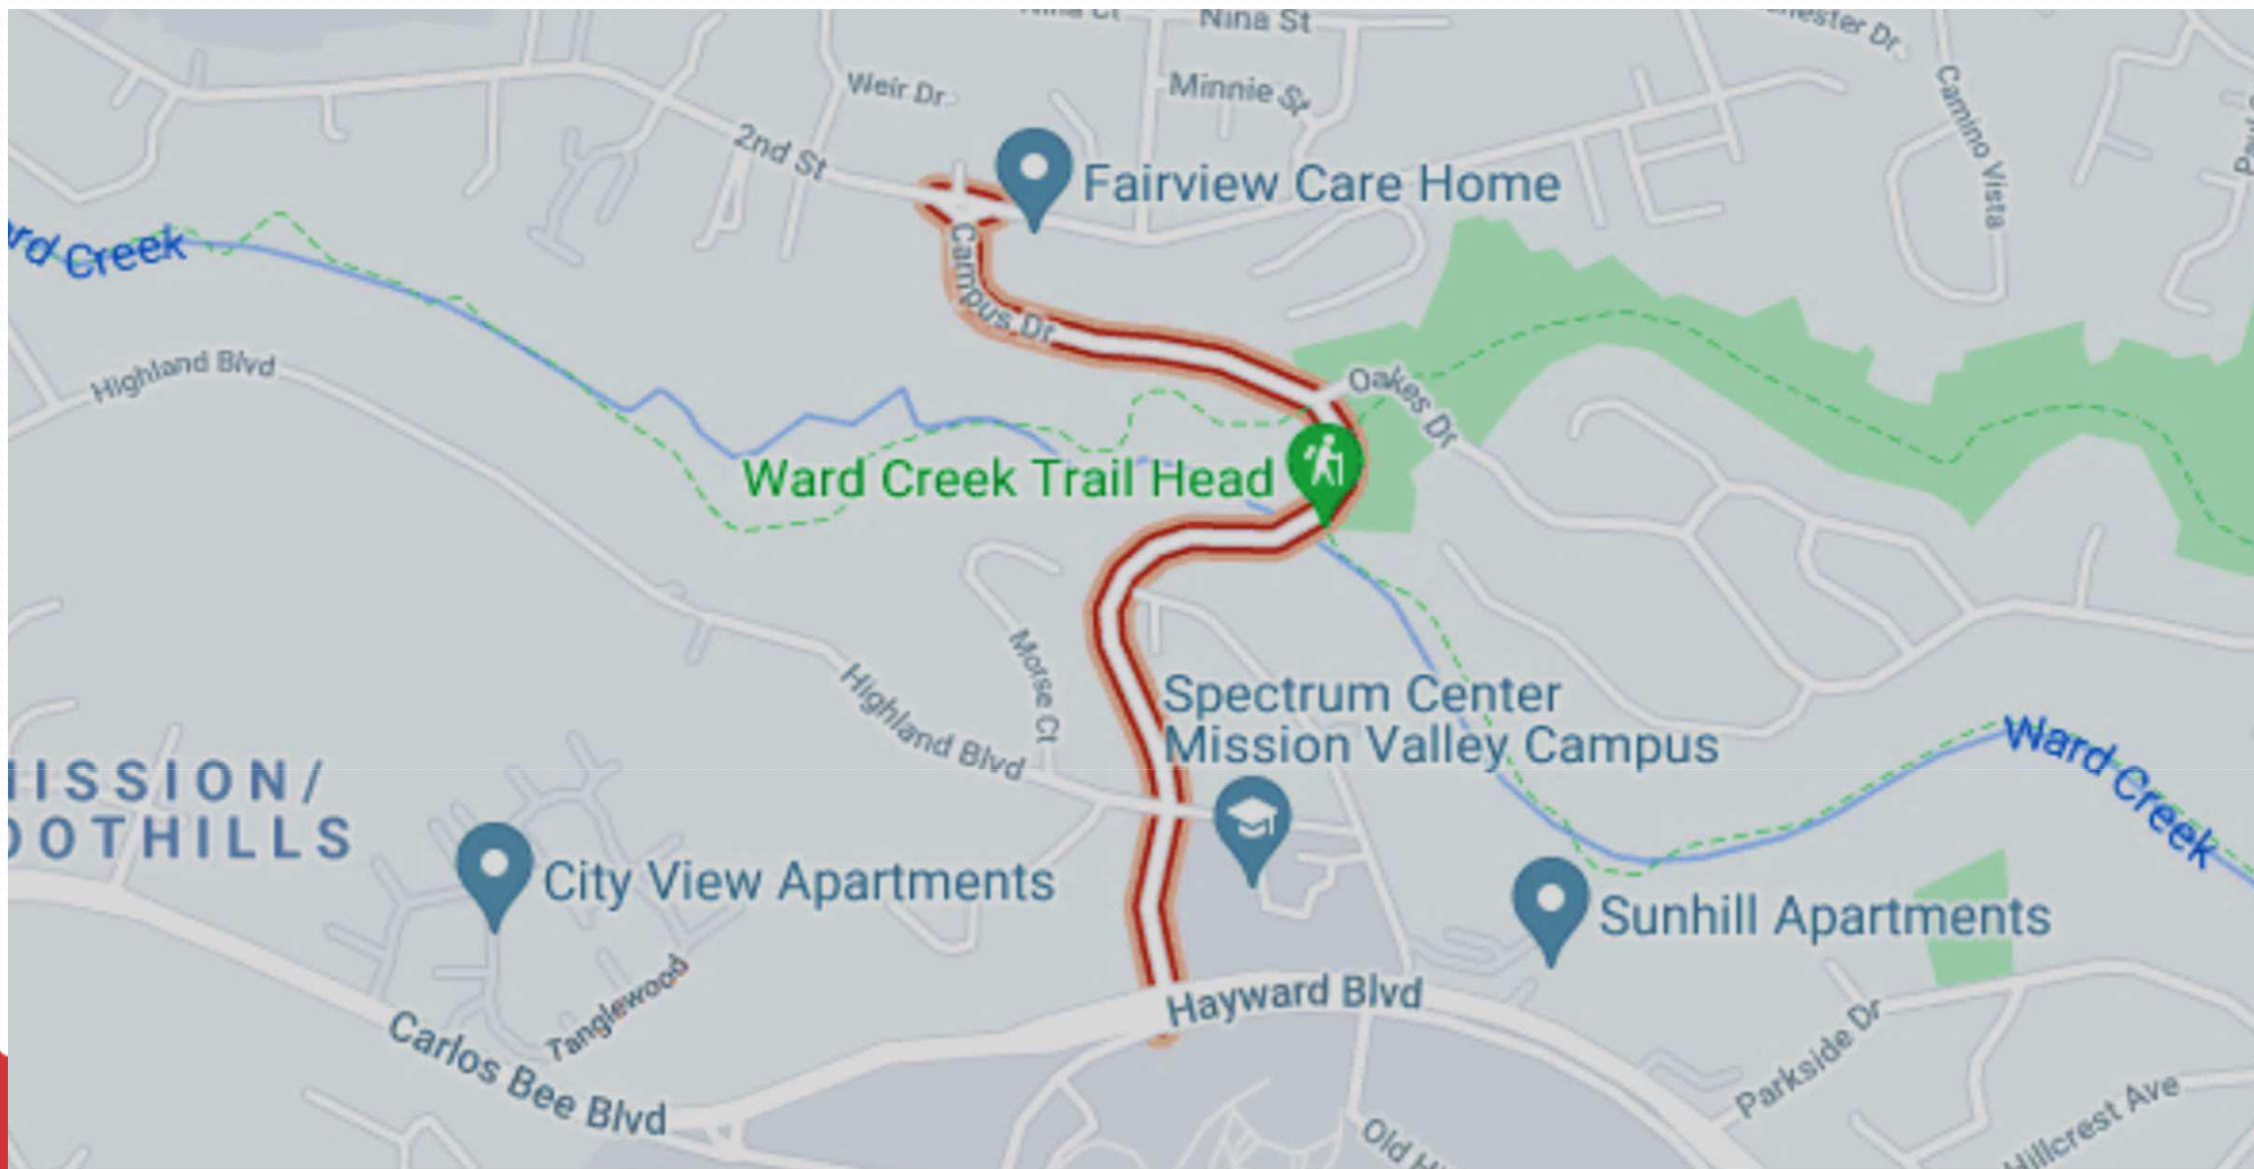 Nina St
Weir Dr
Minnie St
2nd St
Fairview Care Home
Camino Vista
Creek
Campus Dr
Highland Blvd
Oakes Dr
Ward Creek Trail Head
Morse Ct
Highland Blvd
Spectrum Center
Mission Valley Campus
Ward Creek
City View Apartments
Sunhill Apartments
Tanglewood
Hayward Blvd
Carlos Bee Blvd
Parkside Dr
Hillcrest Ave
Old